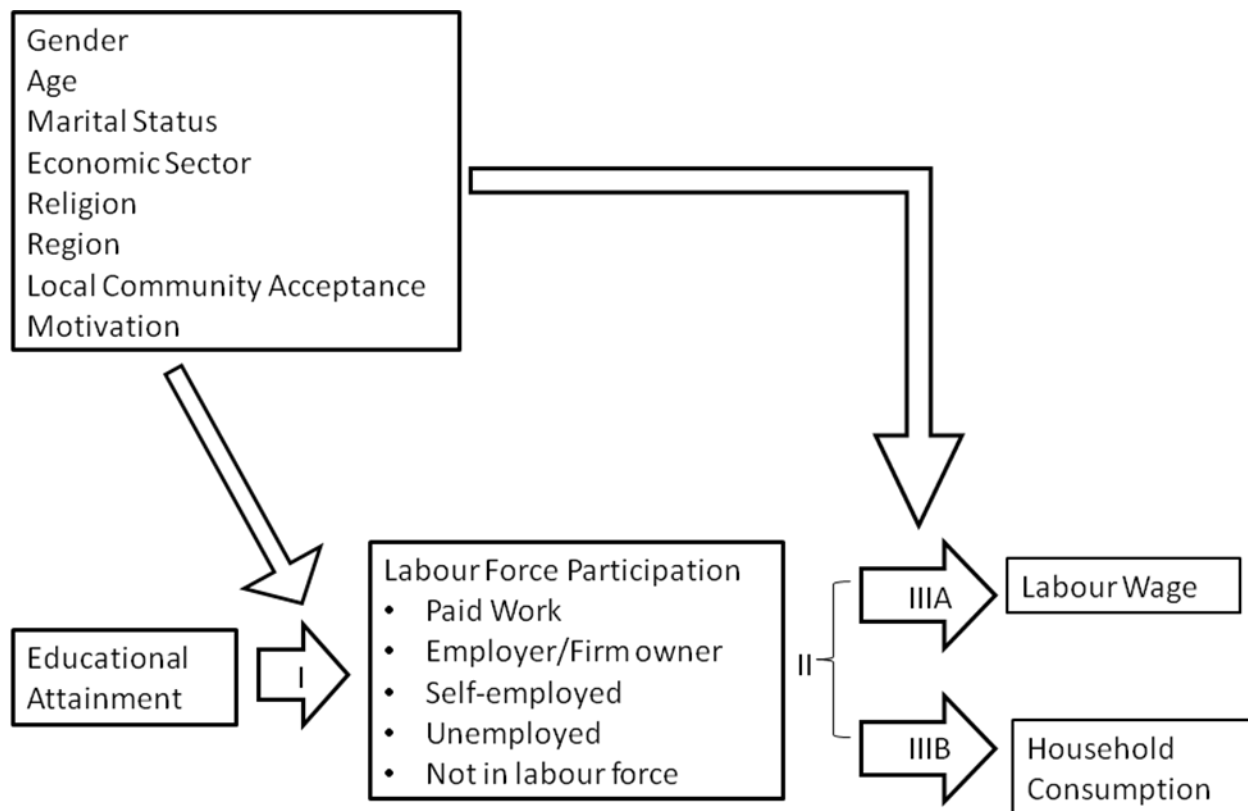 Gender
Age
Marital Status
Economic Sector
Religion
Region
Local Community Acceptance
Motivation
Educational
Attainment
I
Labour Force Participation
• Paid Work
• Employer/Firm owner
• Self-employed
• Unemployed
• Not in labour force
II
IIIA
Labour Wage
IIIB
Household
Consumption